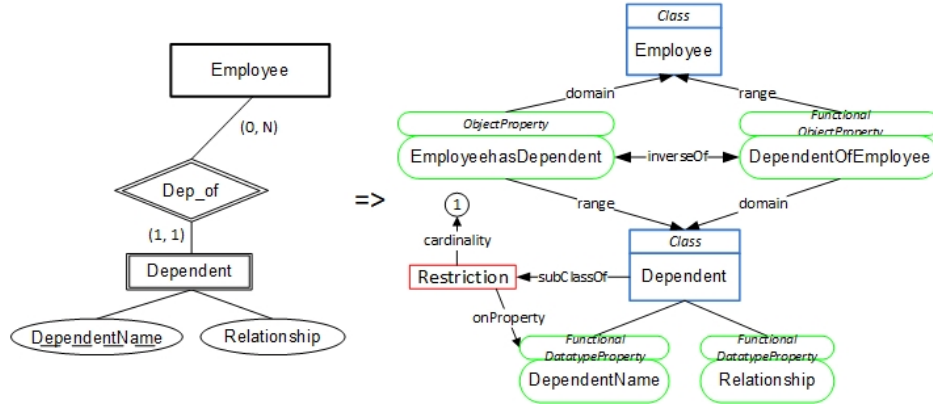 Employee
(0, N)
Dep_of
(1, 1)
Dependent
DependentName
Relationship
=>
Class
Employee
domain
range
ObjectProperty
EmployeehasDependent
inverseOf
Functional
ObjectProperty
DependentOfEmployee
range
domain
1
cardinality
Restriction
subClassOf
Class
Dependent
onProperty
Functional
DatatypeProperty
DependentName
Functional
DatatypeProperty
Relationship